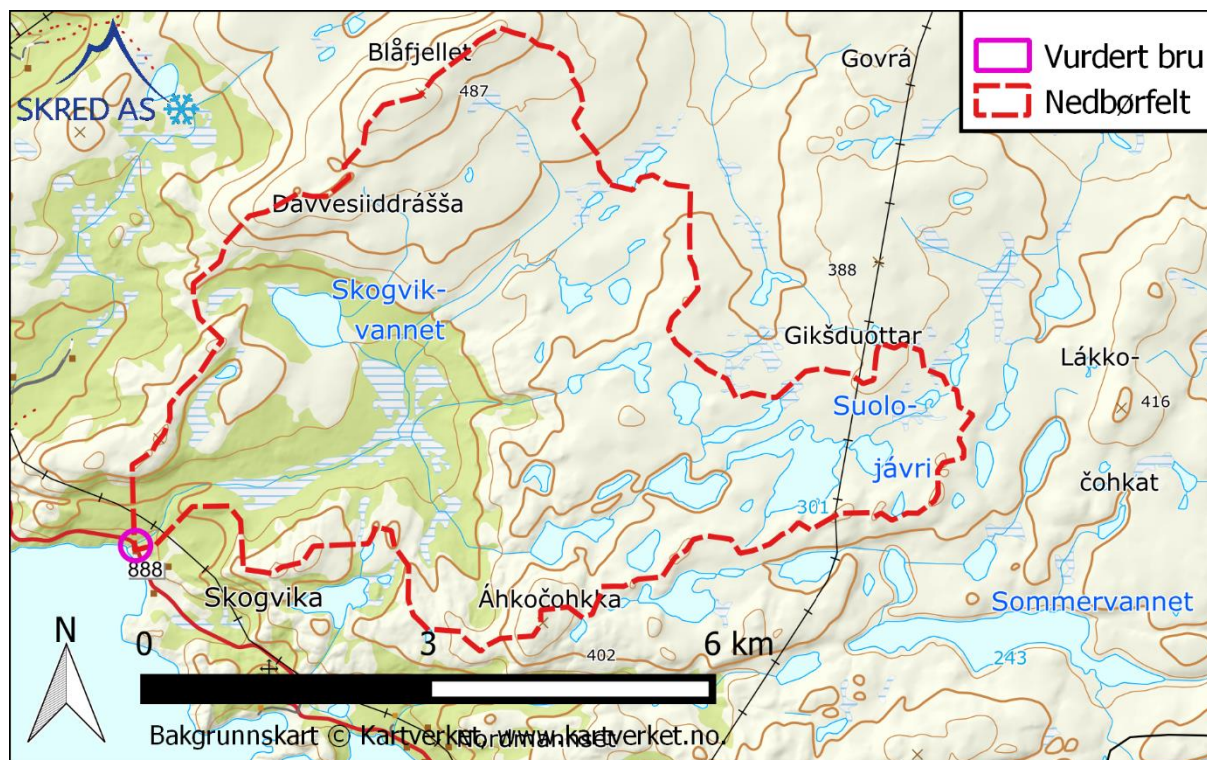 Blåfjellet
487
Govrá
Vurdert bru
Nedbørfelt
SKRED AS
Davvesiiddrášša
Skogvik-
vannet
388
Gikšduottar
Lákko-
416
čohkat
Suolo-
jávri
301
888
Skogvika
Áhkočohkka
402
Sommervannet
243
N
0
3
6 km
Bakgrunnskart © Kartverket, www.kartverket.no.
Nordmannset